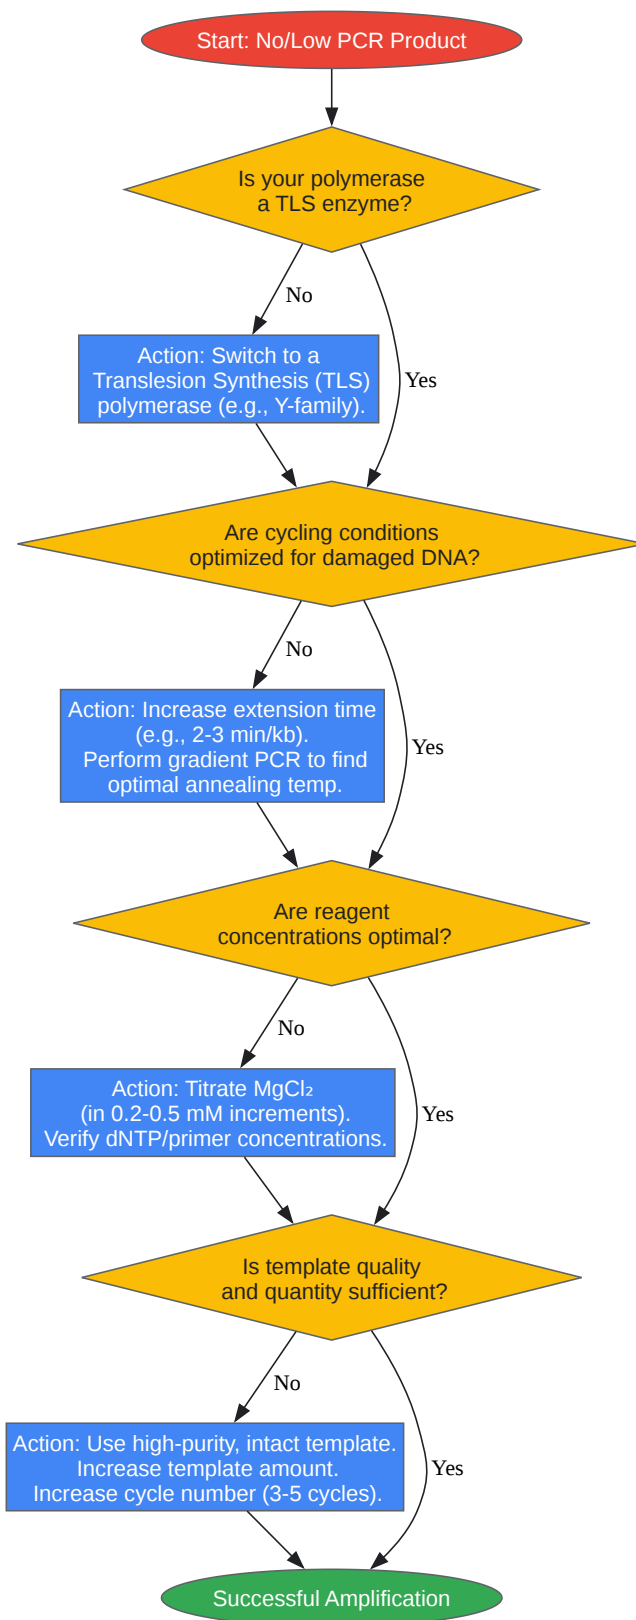 Start: No/Low PCR Product
Is your polymerase
a TLS enzyme?
No
Action: Switch to a
Translesion Synthesis (TLS)
polymerase (e.g., Y-family).
Yes
Are cycling conditions
optimized for damaged DNA?
No
Action: Increase extension time
(e.g., 2-3 min/kb).
Perform gradient PCR to find
optimal annealing temp.
Yes
Are reagent
concentrations optimal?
No
Action: Titrate MgCl₂
(in 0.2-0.5 mM increments).
Verify dNTP/primer concentrations.
Yes
Is template quality
and quantity sufficient?
No
Action: Use high-purity, intact template.
Increase template amount.
Increase cycle number (3-5 cycles).
Yes
Successful Amplification